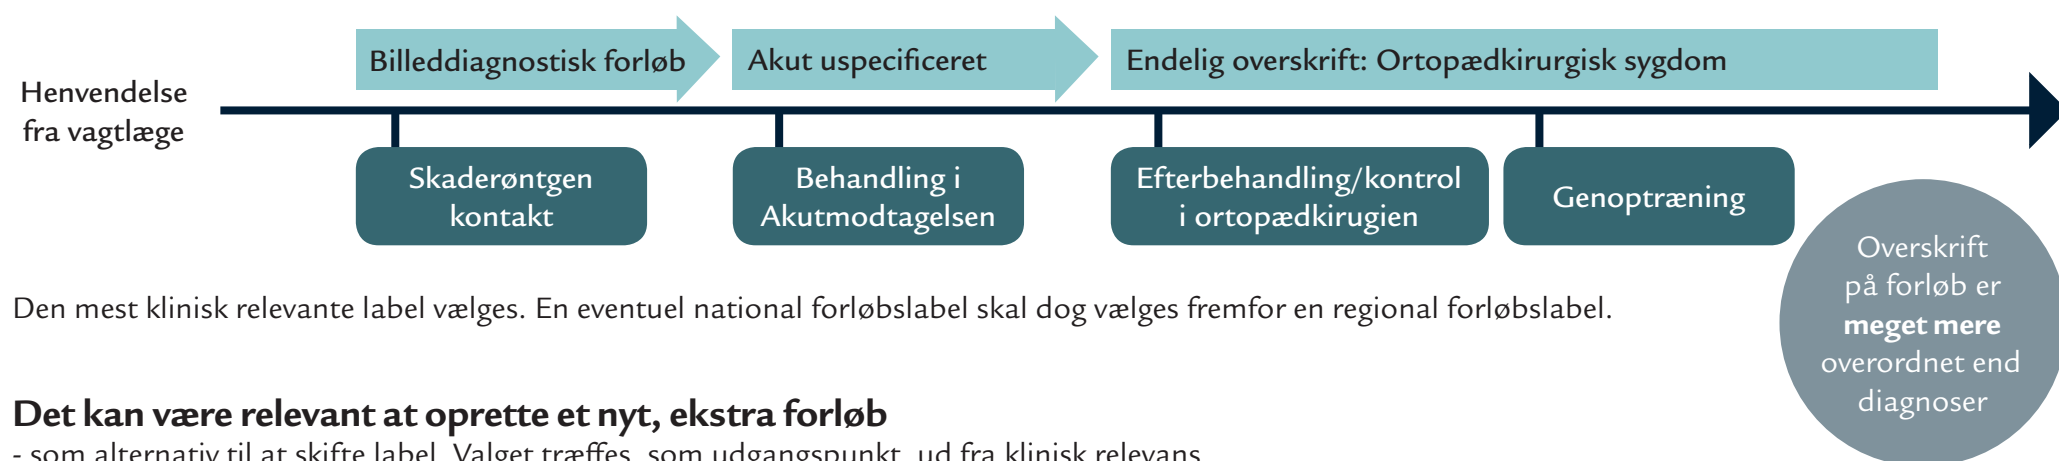 Henvendelse
fra vagtlæge
Billeddiagnostisk forløb
Akut uspecificeret
Endelig overskrift: Ortopædkirurgisk sygdom
Skaderøntgen
kontakt
Behandling i
Akutmodtagelsen
Efterbehandling/kontrol
i ortopædkirugien
Genoptræning
Overskrift
på forløb er
meget mere
overordnet end
diagnoser
Den mest klinisk relevante label vælges. En eventuel national forløbslabel skal dog vælges fremfor en regional forløbslabel.
Det kan være relevant at oprette et nyt, ekstra forløb
- som alternativ til at skifte label. Valget træffes, som udgangspunkt, ud fra klinisk relevans